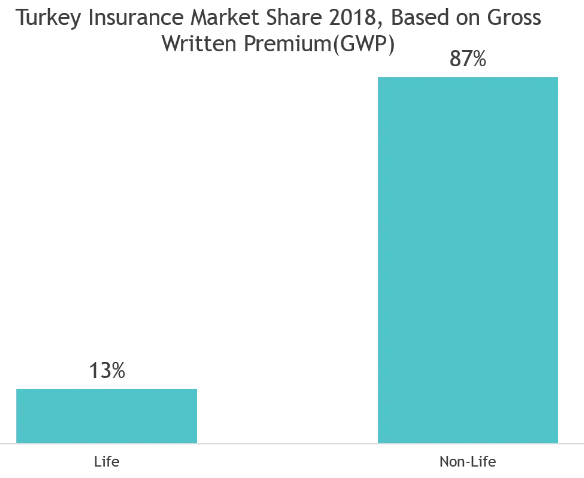 Turkey Insurance Market Share 2018, Based on Gross
Written Premium(GWP)
87%
13%
Life
Non-Life